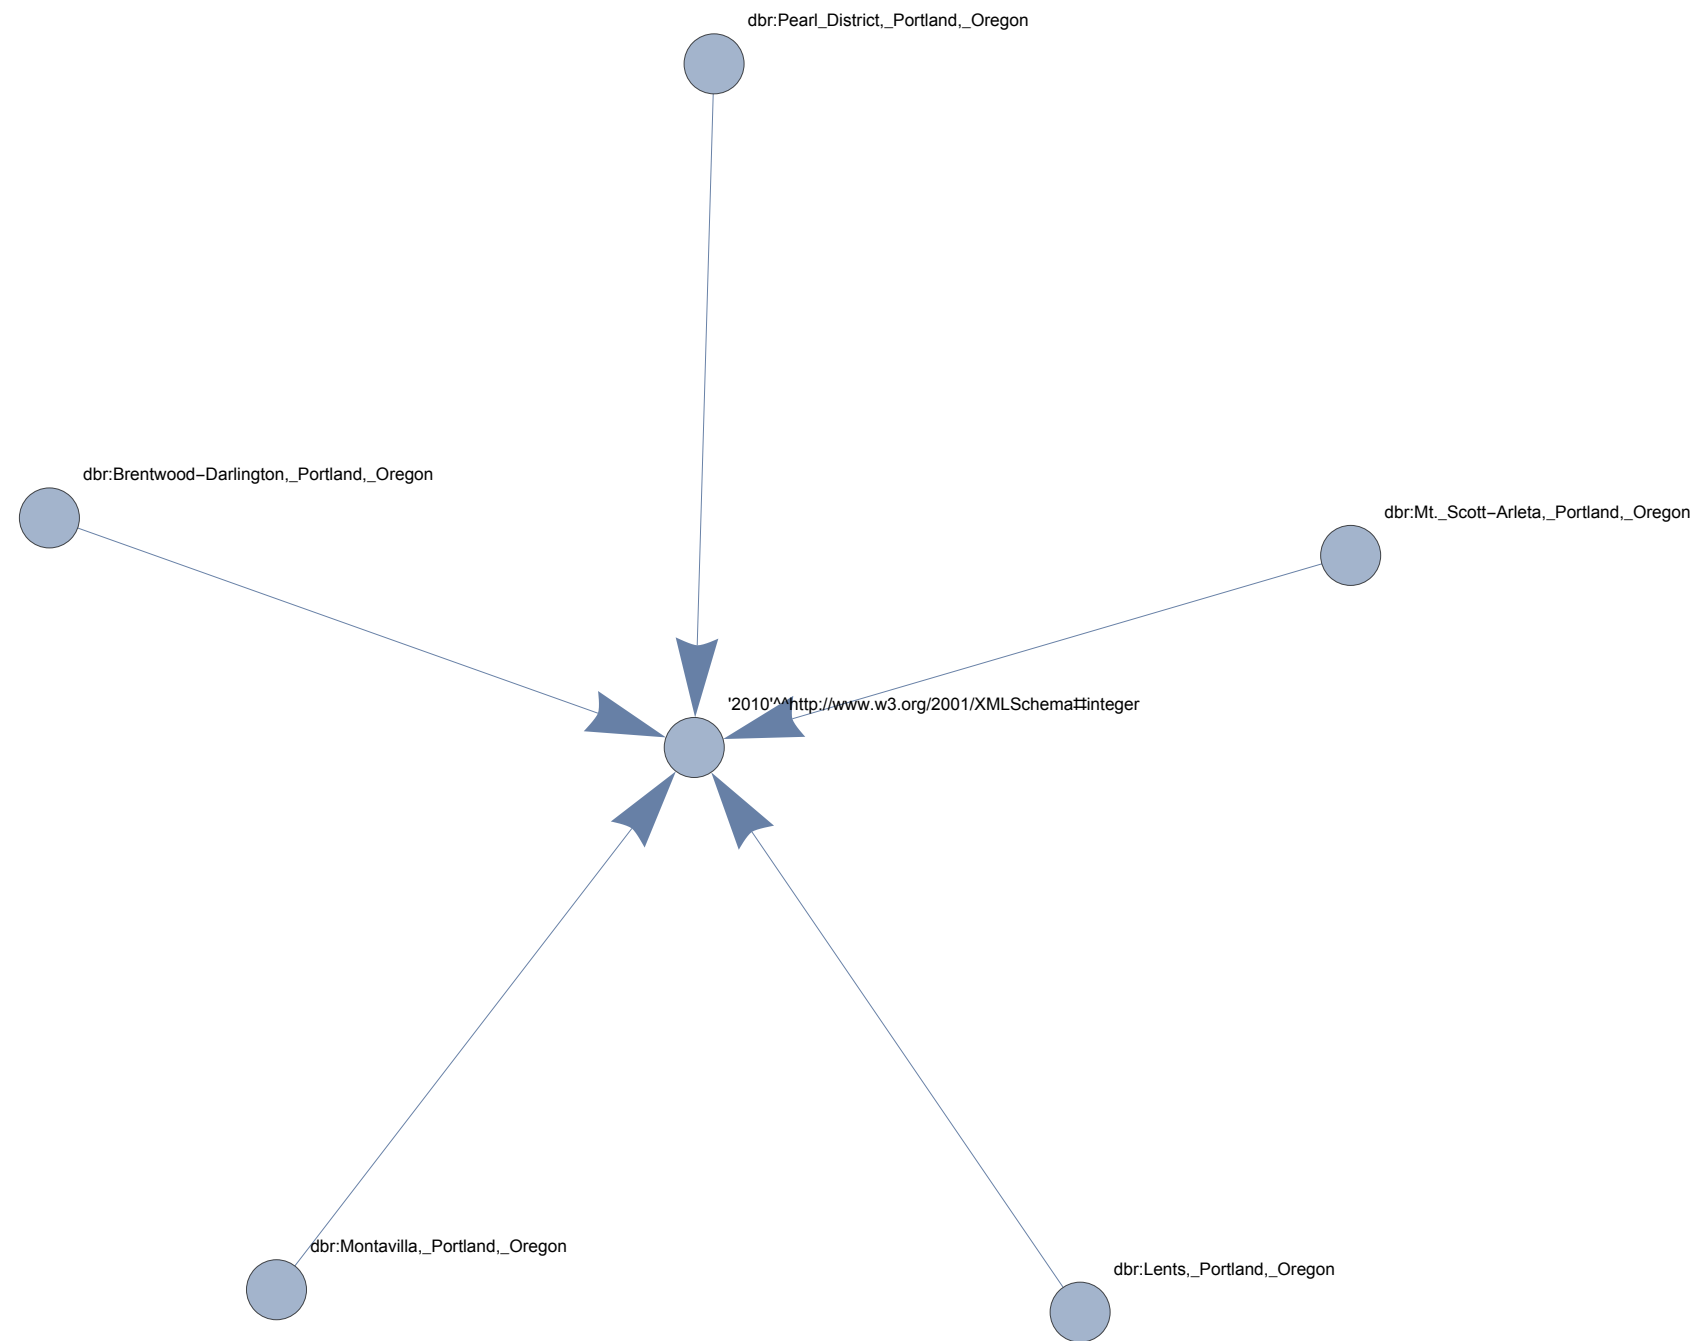 dbr:Pearl_District,_Portland,_Oregon
dbr:Brentwood−Darlington,_Portland,_Oregon
dbr:Mt._Scott−Arleta,_Portland,_Oregon
'2010'^^http://www.w3.org/2001/XMLSchema#integer
dbr:Montavilla,_Portland,_Oregon
dbr:Lents,_Portland,_Oregon